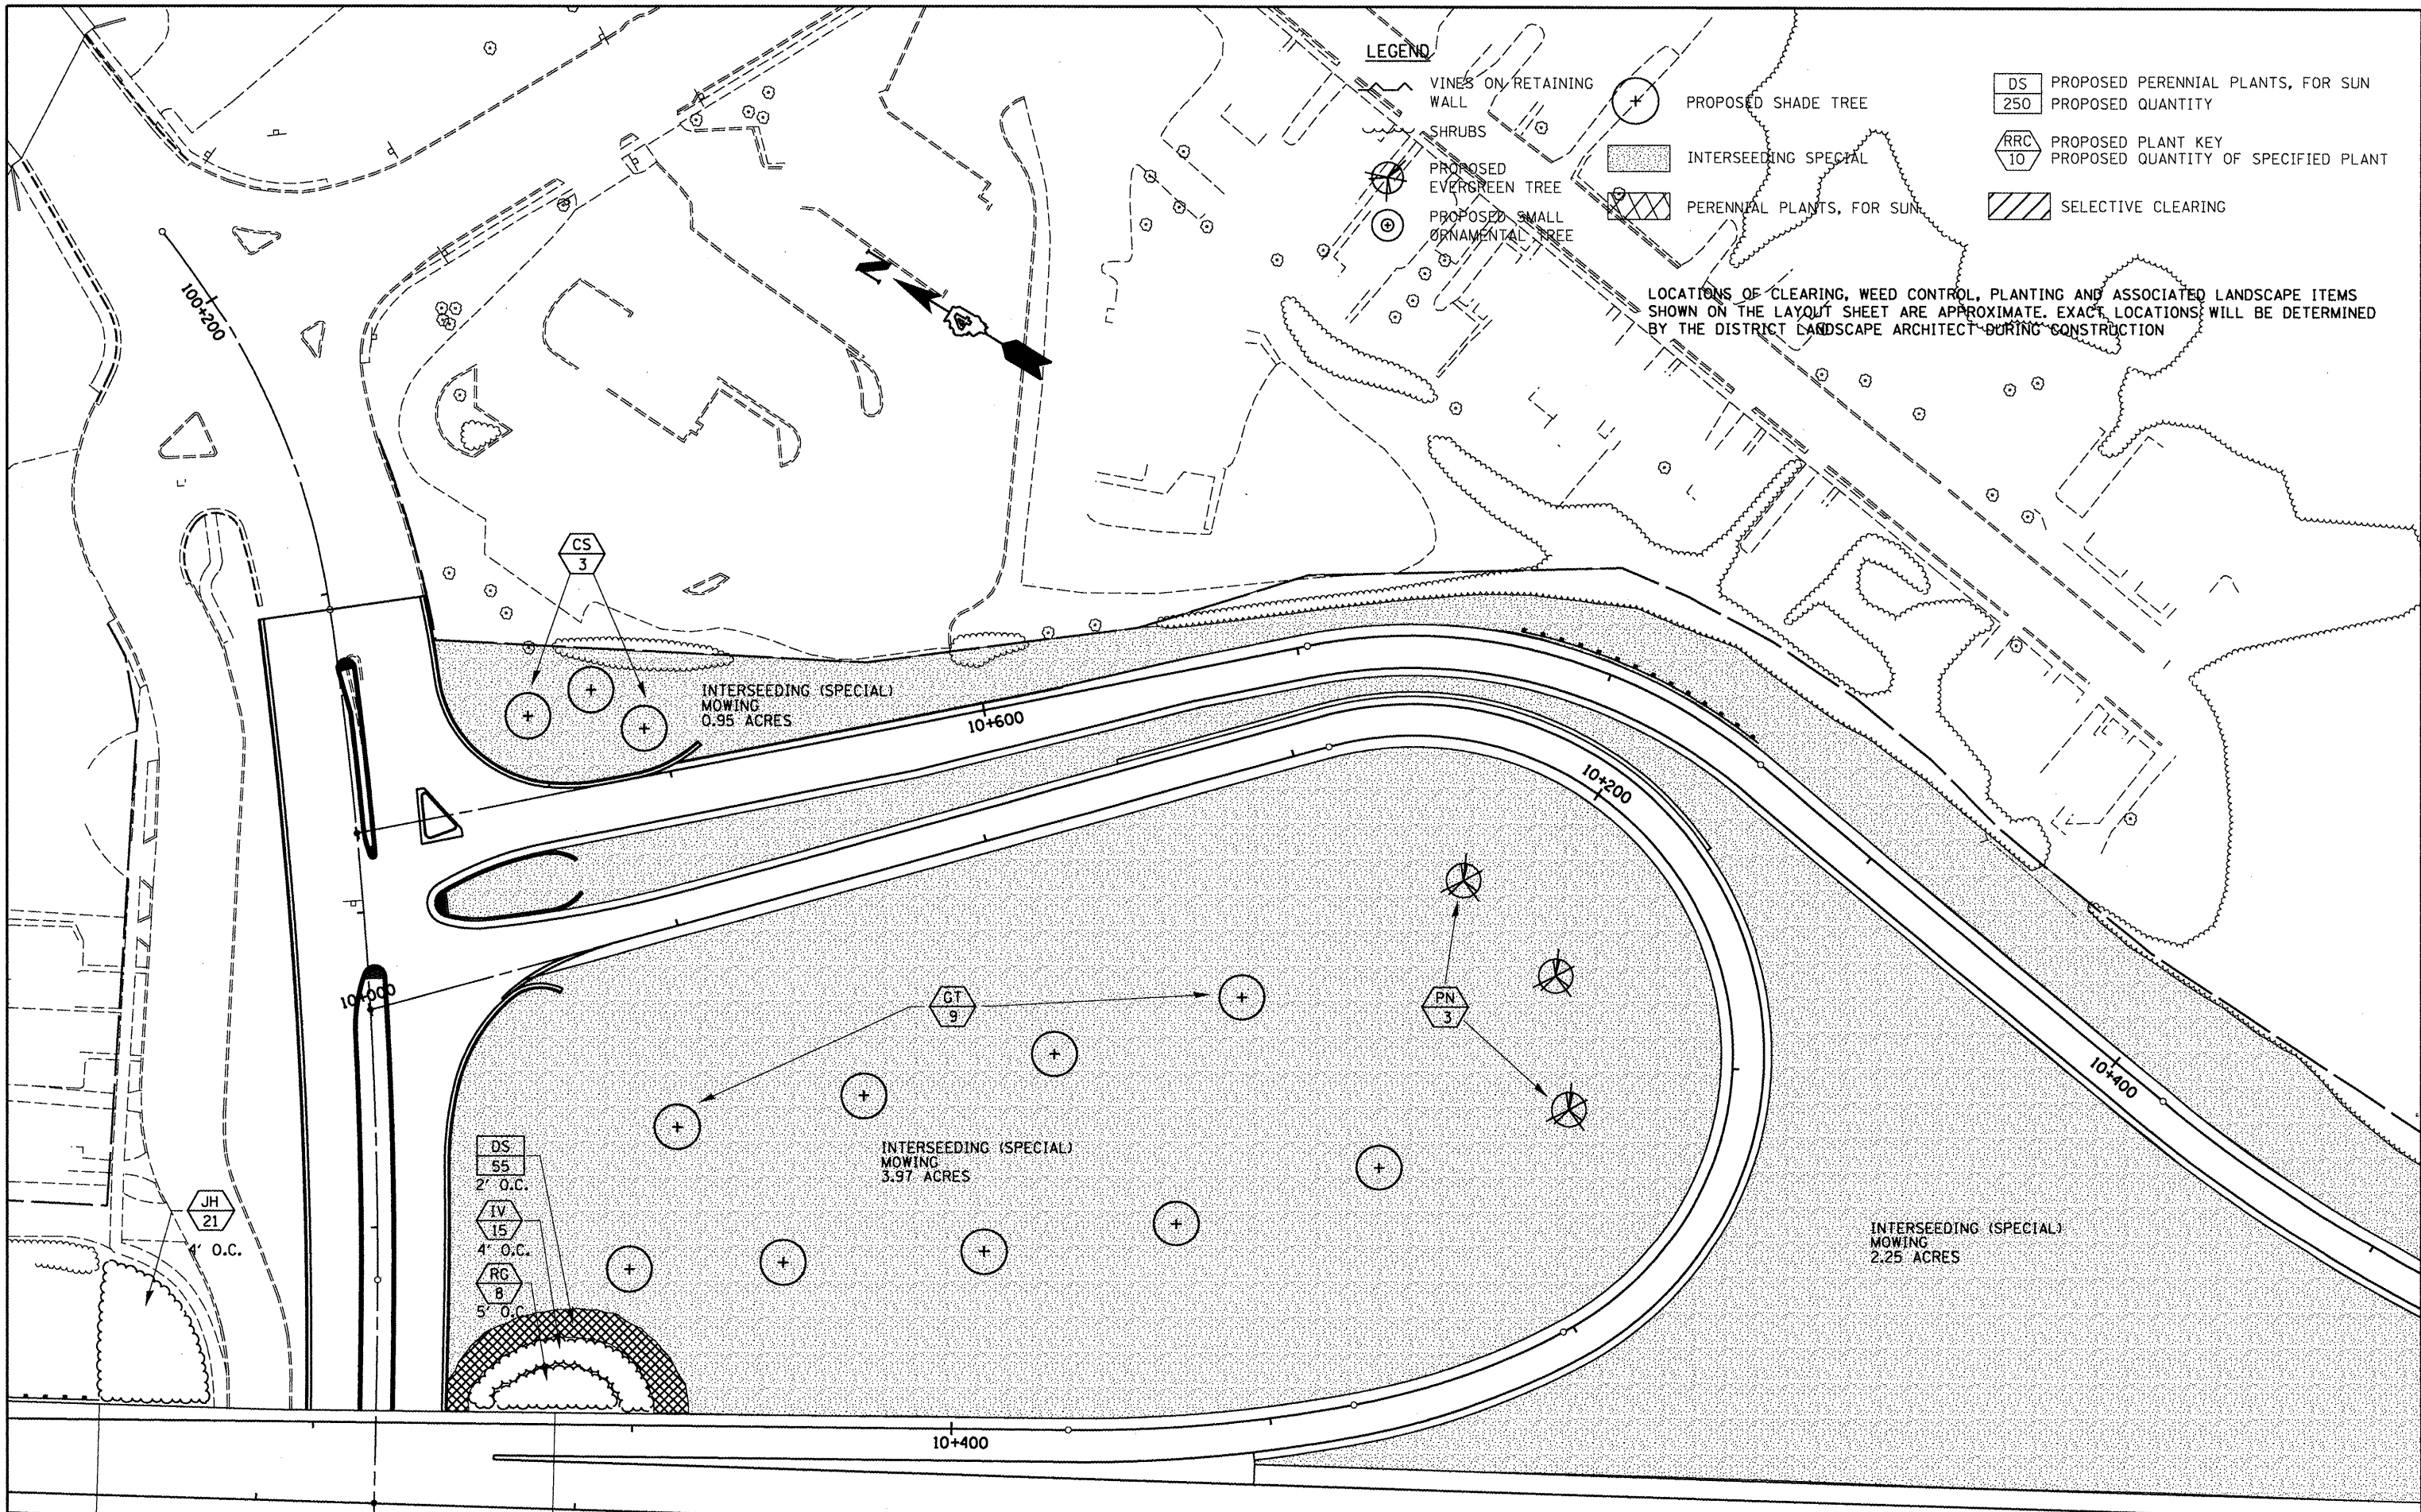 LEGEND
VINES ON RETAINING
WALL
SHRUBS
PROPOSED
EVERGREEN TREE
PROPOSED SMALL
ORNAMENTAL TREE
PROPOSED SHADE TREE
INTERSEEDING SPECIAL
PERENNIAL PLANTS, FOR SUN
DS
250
PROPOSED PERENNIAL PLANTS, FOR SUN
PROPOSED QUANTITY
RRC
10
PROPOSED PLANT KEY
PROPOSED QUANTITY OF SPECIFIED PLANT
SELECTIVE CLEARING
LOCATIONS OF CLEARING, WEED CONTROL, PLANTING AND ASSOCIATED LANDSCAPE ITEMS
SHOWN ON THE LAYOUT SHEET ARE APPROXIMATE. EXACT LOCATIONS WILL BE DETERMINED
BY THE DISTRICT LANDSCAPE ARCHITECT DURING CONSTRUCTION
N
4
100+200
CS
3
INTERSEEDING (SPECIAL)
MOWING
0.95 ACRES
10+600
10+200
10+000
GT
9
PN
3
10+400
INTERSEEDING (SPECIAL)
MOWING
3.97 ACRES
DS
55
2' O.C.
IV
15
4' O.C.
RG
8
5' O.C.
JH
21
4' O.C.
INTERSEEDING (SPECIAL)
MOWING
2.25 ACRES
10+400